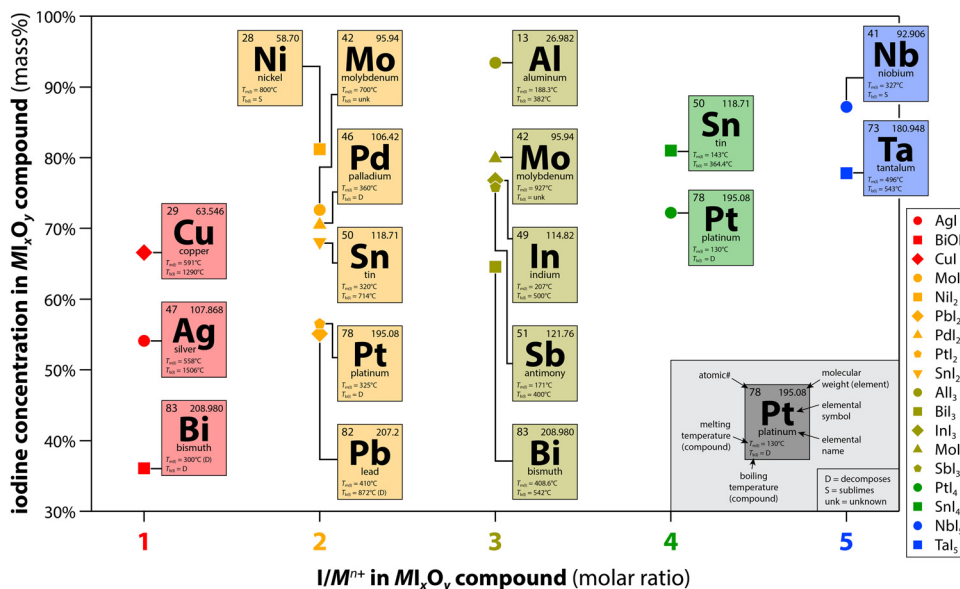 100%
90%
80%
70%
60%
50%
40%
30%
iodine concentration in MIxOy compound (mass%)
28 58.70
Ni
nickel
Tmlt = 800°C
Tboil = S
42 95.94
Mo
molybdenum
Tmlt = 700°C
Tboil = unk
13 26.982
Al
aluminum
Tmlt = 188.3°C
Tboil = 382°C
41 92.906
Nb
niobium
Tmlt = 327°C
Tboil = S
46 106.42
Pd
palladium
Tmlt = 360°C
Tboil = D
42 95.94
Mo
molybdenum
Tmlt = 927°C
Tboil = unk
50 118.71
Sn
tin
Tmlt = 143°C
Tboil = 364.4°C
73 180.948
Ta
tantalum
Tmlt = 496°C
Tboil = 543°C
29 63.546
Cu
copper
Tmlt = 591°C
Tboil = 1290°C
50 118.71
Sn
tin
Tmlt = 320°C
Tboil = 714°C
49 114.82
In
indium
Tmlt = 207°C
Tboil = 500°C
78 195.08
Pt
platinum
Tmlt = 130°C
Tboil = D
47 107.868
Ag
silver
Tmlt = 558°C
Tboil = 1506°C
78 195.08
Pt
platinum
Tmlt = 325°C
Tboil = D
51 121.76
Sb
antimony
Tmlt = 171°C
Tboil = 400°C
83 208.980
Bi
bismuth
Tmlt = 300°C (D)
Tboil = D
82 207.2
Pb
lead
Tmlt = 410°C
Tboil = 872°C (D)
83 208.980
Bi
bismuth
Tmlt = 408.6°C
Tboil = 542°C
atomic#
molecular
weight (element)
78 195.08
Pt
platinum
Tmlt = 130°C
Tboil = D
elemental
symbol
melting
temperature
(compound)
elemental
name
boiling
temperature
(compound)
D = decomposes
S = sublimes
unk = unknown
AgI
BiOI
CuI
MoI
NiI2
PbI2
PdI2
PtI2
SnI2
AlI3
BiI3
InI3
MoI
SbI3
PtI4
SnI4
NbI5
TaI5
1 2 3 4 5
I/Mn+ in MIxOy compound (molar ratio)